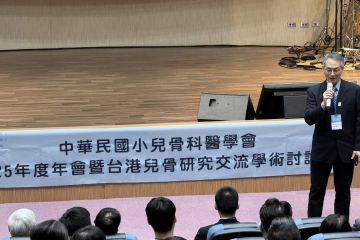 中華民國小兒骨科醫學會
25年度年會暨台港兒骨研究交流學術討